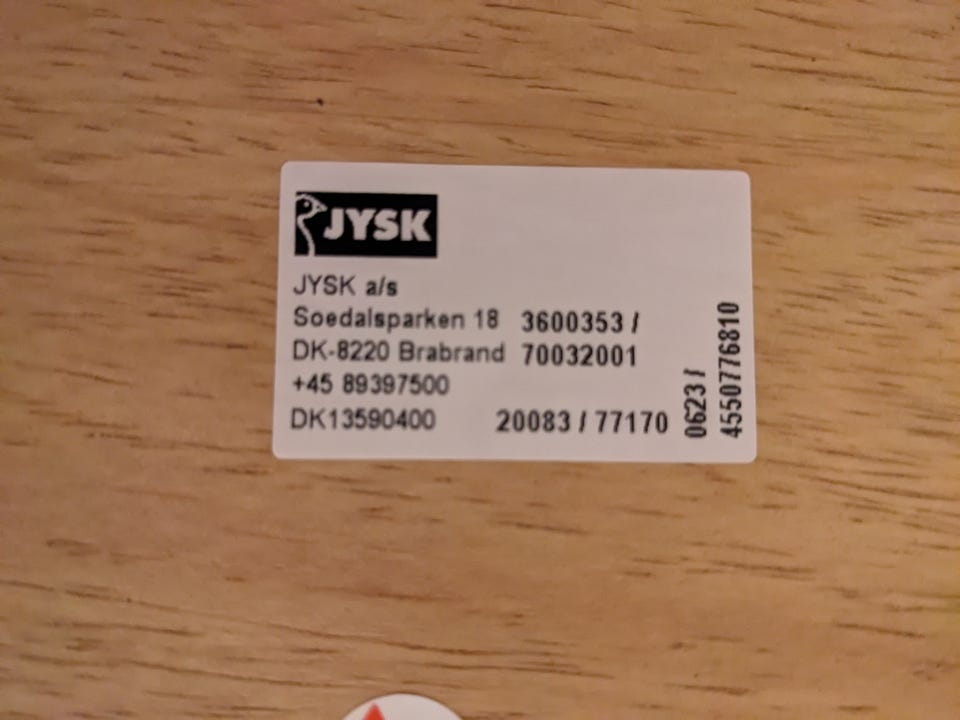 JYSK
JYSK a/s
Soedalsparken 18 3600353 /
DK-8220 Brabrand 70032001
+45 89397500
DK13590400 20083 / 77170
0623 /
4550776810